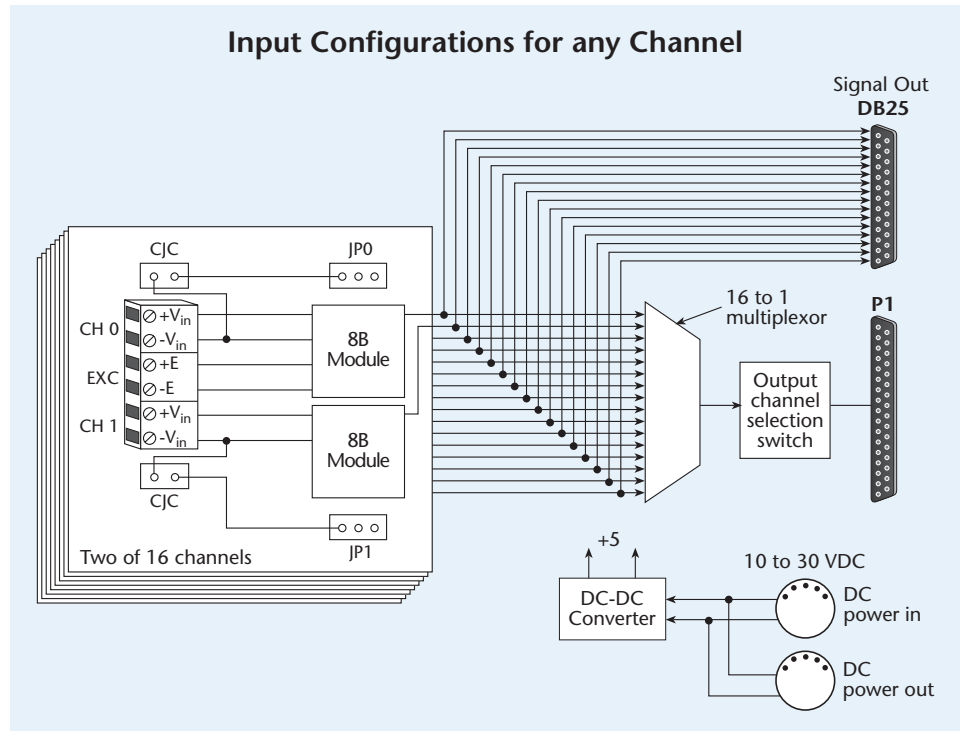 Input Configurations for any Channel
Signal Out
DB25
CJC
JP0
CH 0
+Vin
-Vin
8B
Module
EXC
+E
-E
CH 1
+Vin
-Vin
8B
Module
CJC
JP1
Two of 16 channels
16 to 1
multiplexor
P1
Output
channel
selection
switch
+5
10 to 30 VDC
DC-DC
Converter
DC
power in
DC
power out